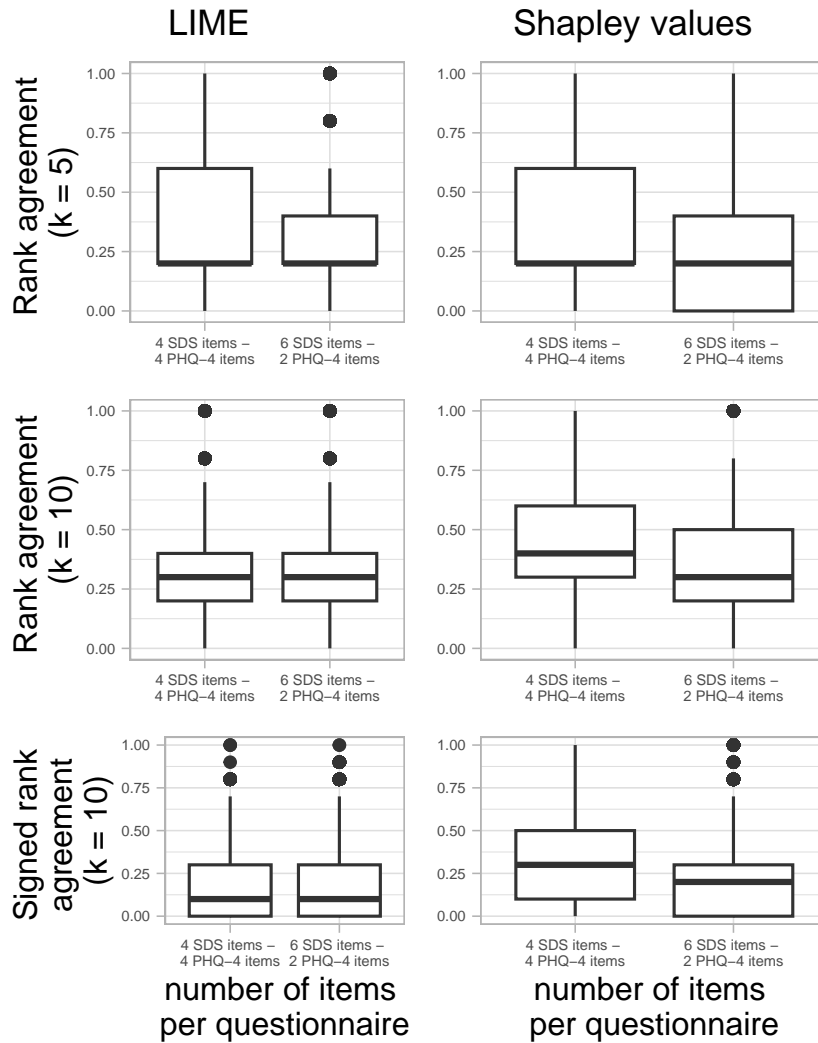 LIME
Shapley values
Rank agreement
(k = 5)
1.00
0.75
0.50
0.25
0.00
4 SDS items −
4 PHQ−4 items
6 SDS items −
2 PHQ−4 items
1.00
0.75
0.50
0.25
0.00
4 SDS items −
4 PHQ−4 items
6 SDS items −
2 PHQ−4 items
Rank agreement
(k = 10)
1.00
0.75
0.50
0.25
0.00
4 SDS items −
4 PHQ−4 items
6 SDS items −
2 PHQ−4 items
1.00
0.75
0.50
0.25
0.00
4 SDS items −
4 PHQ−4 items
6 SDS items −
2 PHQ−4 items
Signed rank
agreement
(k = 10)
1.00
0.75
0.50
0.25
0.00
4 SDS items −
4 PHQ−4 items
6 SDS items −
2 PHQ−4 items
number of items
per questionnaire
1.00
0.75
0.50
0.25
0.00
4 SDS items −
4 PHQ−4 items
6 SDS items −
2 PHQ−4 items
number of items
per questionnaire